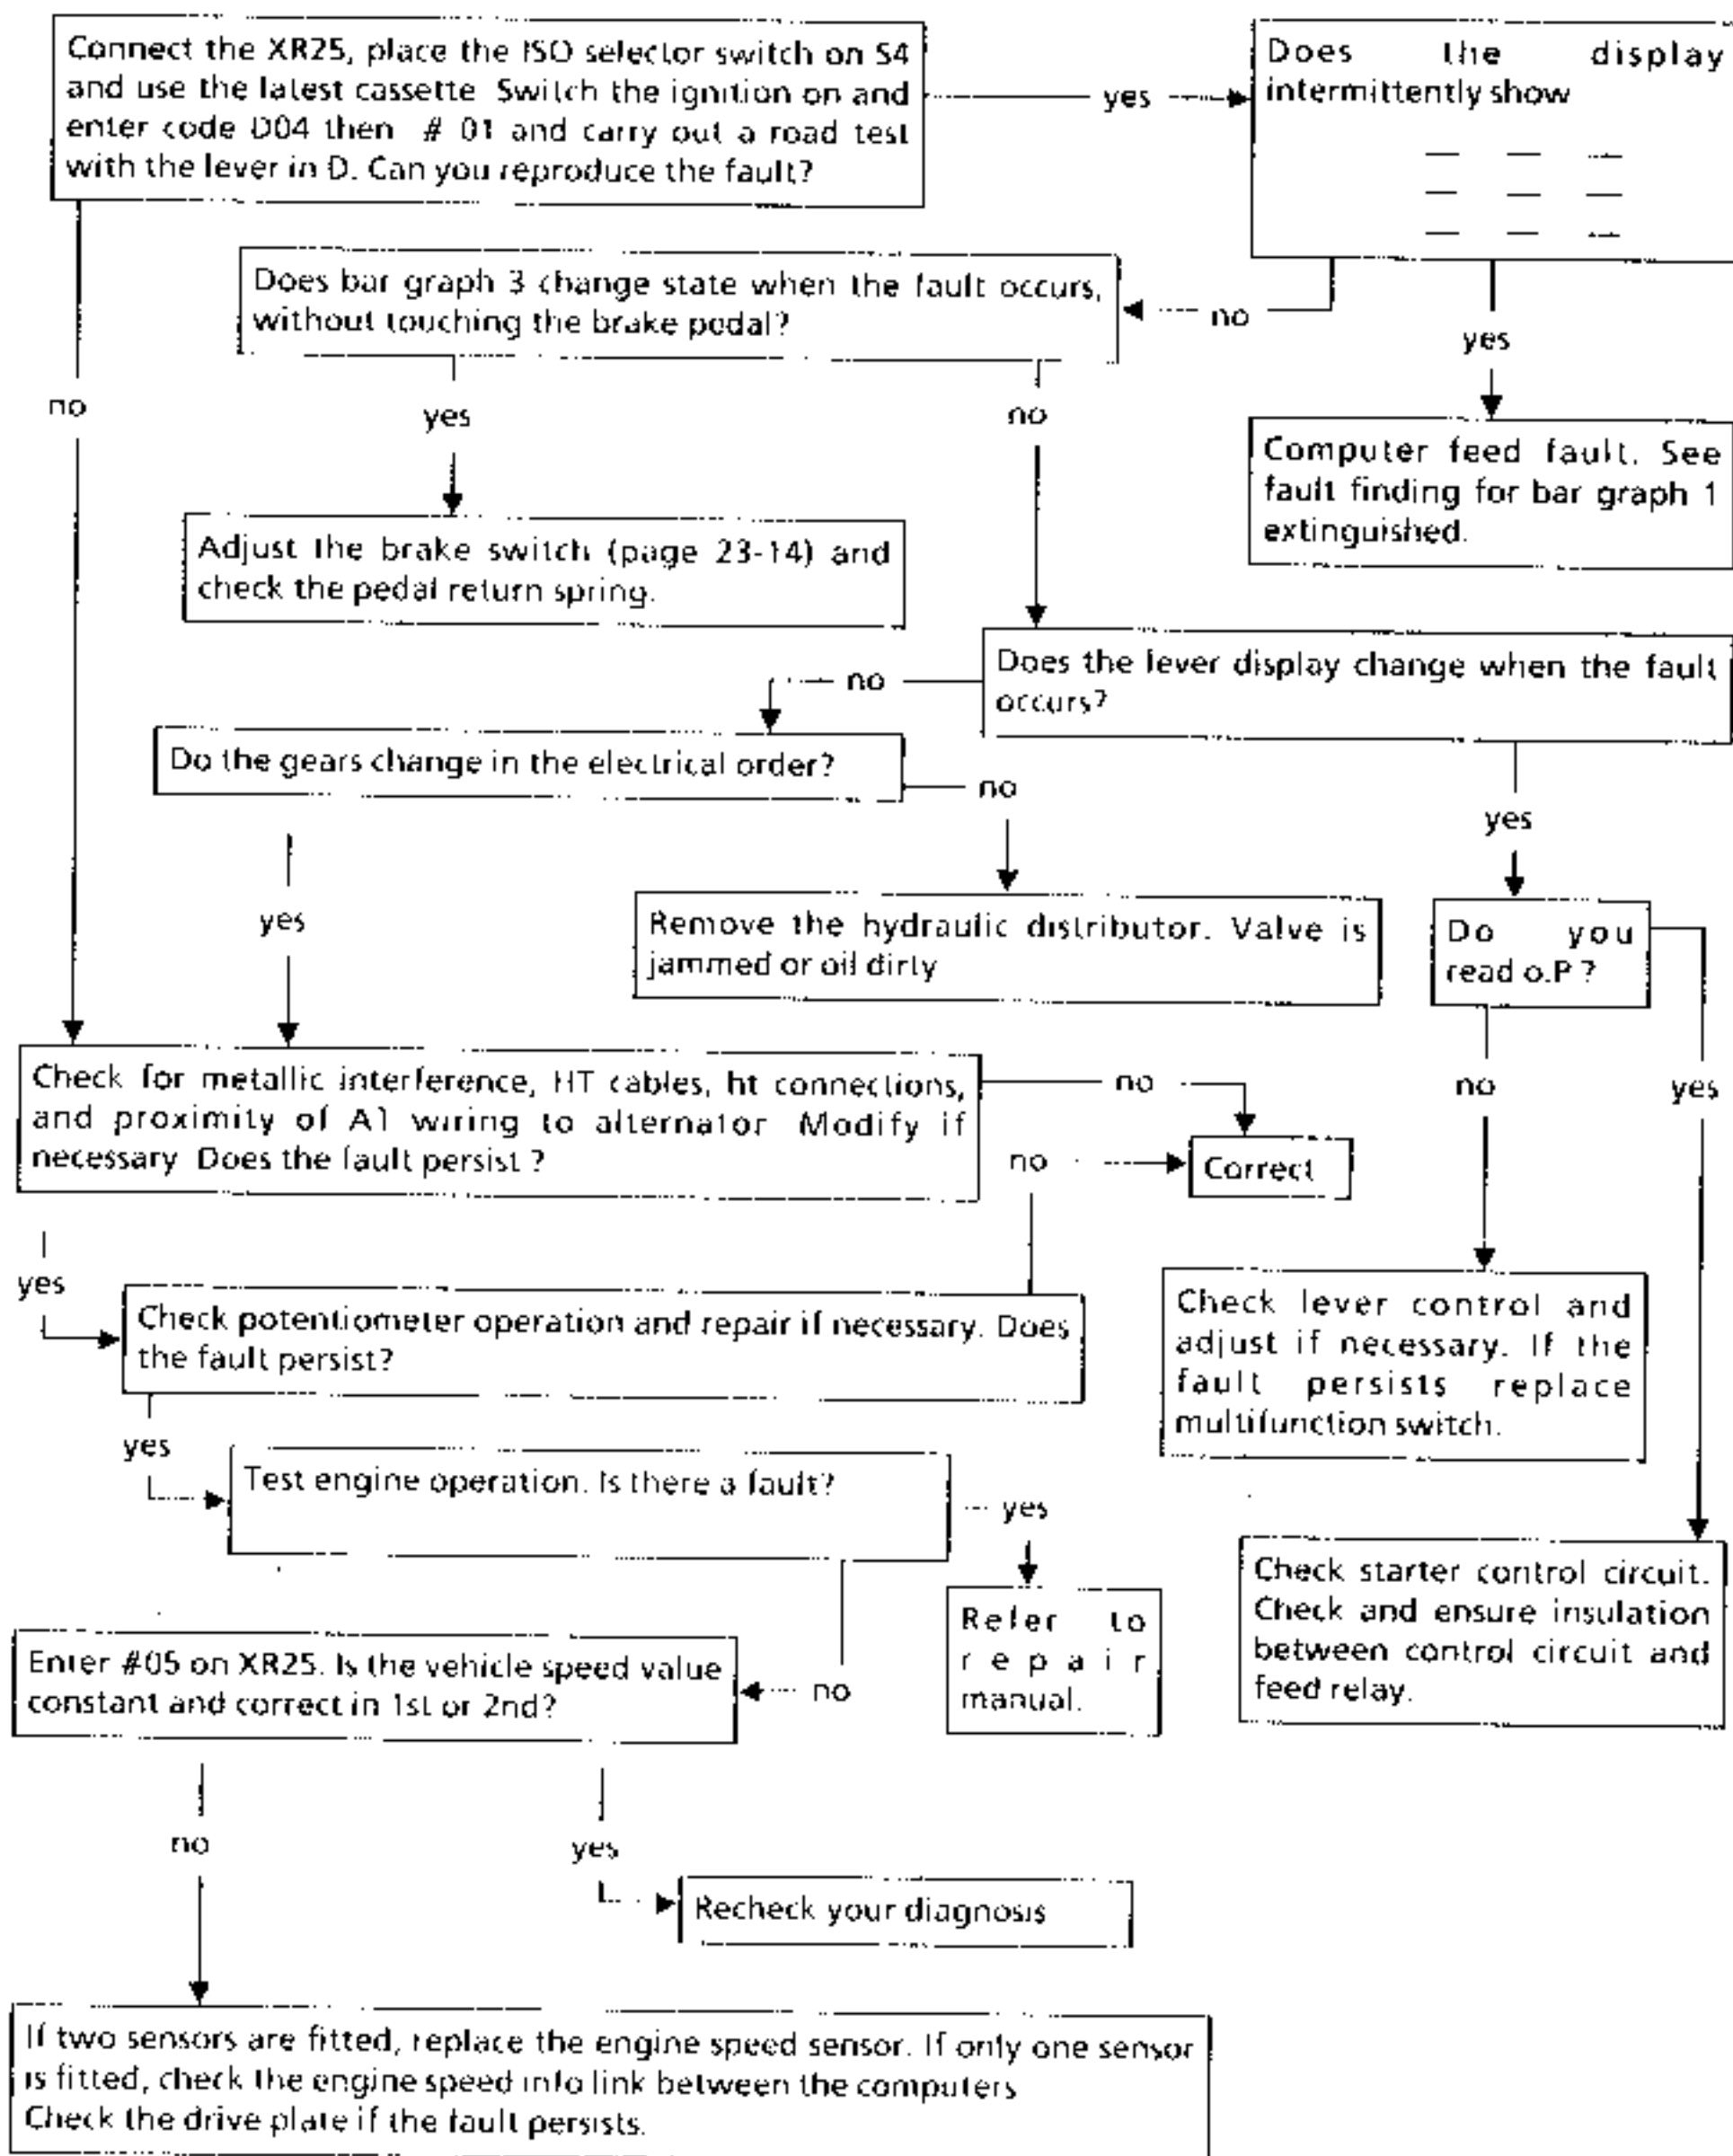 Connect the XR25, place the ISO selector switch on S4
and use the latest cassette Switch the ignition on and
enter code D04 then # 01 and carry out a road test
with the lever in D. Can you reproduce the fault?
yes
Does the display
intermittently show
— — —
— — —
— — —
Does bar graph 3 change state when the fault occurs,
without touching the brake pedal?
no
yes
no
yes
no
Computer feed fault. See
fault finding for bar graph 1
extinguished.
Adjust the brake switch (page 23-14) and
check the pedal return spring.
Does the lever display change when the fault
occurs?
no
Do the gears change in the electrical order?
no
yes
yes
Remove the hydraulic distributor. Valve is
jammed or oil dirty
Do you
read o.P ?
Check for metallic interference, HT cables, ht connections,
and proximity of A1 wiring to alternator Modify if
necessary Does the fault persist ?
no
no
Correct
no
yes
yes
Check potentiometer operation and repair if necessary. Does
the fault persist?
Check lever control and
adjust if necessary. If the
fault persists replace
multifunction switch.
yes
Test engine operation. Is there a fault?
yes
Refer to
repair
manual.
Check starter control circuit.
Check and ensure insulation
between control circuit and
feed relay.
Enter #05 on XR25. Is the vehicle speed value
constant and correct in 1st or 2nd?
no
no
yes
Recheck your diagnosis
If two sensors are fitted, replace the engine speed sensor. If only one sensor
is fitted, check the engine speed info link between the computers
Check the drive plate if the fault persists.